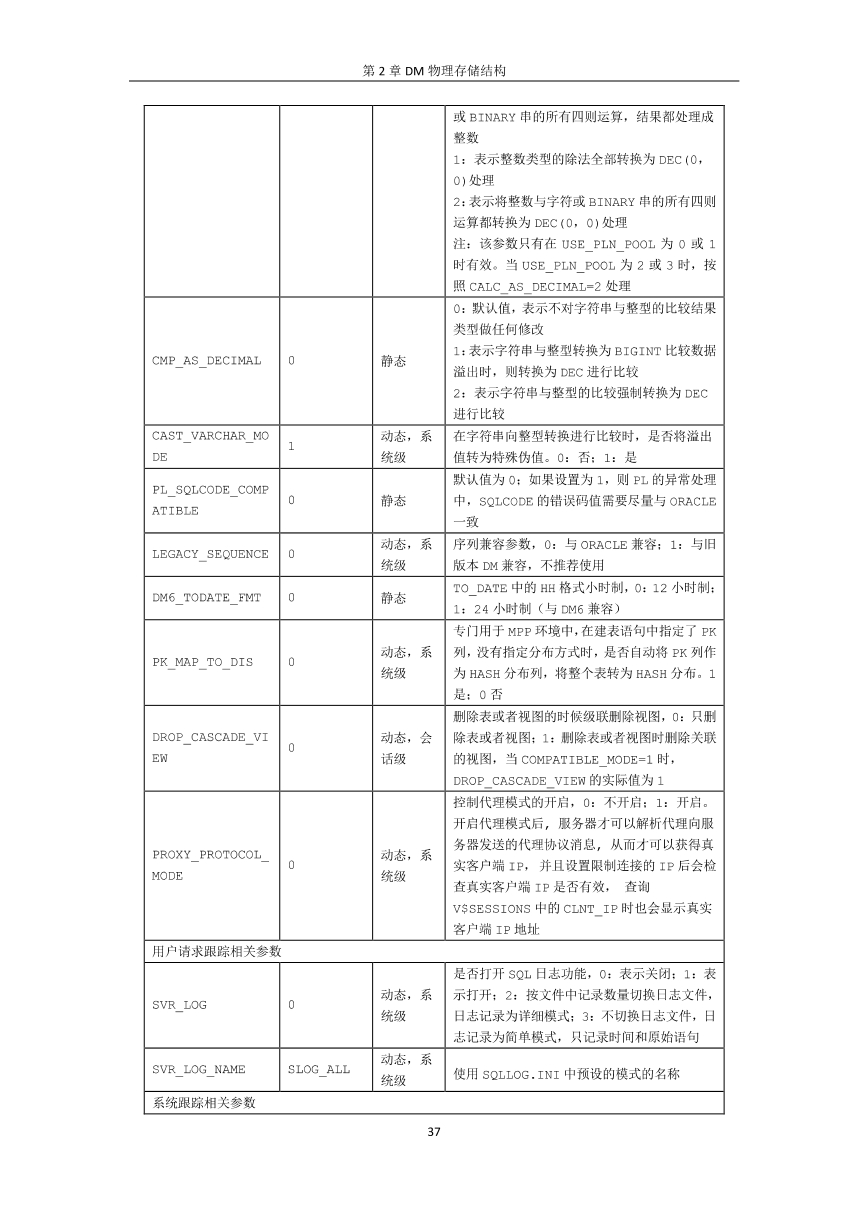 第 2 章 DM 物理存储结构
或 BINARY 串的所有四则运算，结果都处理成
整数
1：表示整数类型的除法全部转换为 DEC(0,
0)处理
2：表示将整数与字符或 BINARY 串的所有四则
运算都转换为 DEC(0，0)处理
注：该参数只有在 USE_PLN_POOL 为 0 或 1
时有效。当 USE_PLN_POOL 为 2 或 3 时，按
照 CALC_AS_DECIMAL=2 处理
CMP_AS_DECIMAL 0 静态
0：默认值，表示不对字符串与整型的比较结果
类型做任何修改
1：表示字符串与整型转换为 BIGINT 比较数据
溢出时，则转换为 DEC 进行比较
2：表示字符串与整型的比较强制转换为 DEC
进行比较
CAST_VARCHAR_MO
DE
1
动态，系
统级
在字符串向整型转换进行比较时，是否将溢出
值转为特殊伪值。0：否；1：是
PL_SQLCODE_COMP
ATIBLE
0
静态
默认值为 0；如果设置为 1，则 PL 的异常处理
中，SQLCODE 的错误码值需要尽量与 ORACLE
一致
LEGACY_SEQUENCE 0
动态，系
统级
序列兼容参数，0：与 ORACLE 兼容；1：与旧
版本 DM 兼容，不推荐使用
DM6_TODATE_FMT 0 静态
TO_DATE 中的 HH 格式小时制，0：12 小时制；
1：24 小时制（与 DM6 兼容）
PK_MAP_TO_DIS 0
动态，系
统级
专门用于 MPP 环境中，在建表语句中指定了 PK
列，没有指定分布方式时，是否自动将 PK 列作
为 HASH 分布列，将整个表转为 HASH 分布。1
是；0 否
DROP_CASCADE_VI
EW
0
动态，会
话级
删除表或者视图的时候级联删除视图，0：只删
除表或者视图；1：删除表或者视图时删除关联
的视图，当 COMPATIBLE_MODE=1 时，
DROP_CASCADE_VIEW 的实际值为 1
PROXY_PROTOCOL_
MODE
0
动态，系
统级
控制代理模式的开启，0：不开启；1：开启。
开启代理模式后，服务器才可以解析代理向服
务器发送的代理协议消息，从而才可以获得真
实客户端 IP，并且设置限制连接的 IP 后会检
查真实客户端 IP 是否有效， 查询
V$SESSIONS 中的 CLNT_IP 时也会显示真实
客户端 IP 地址
用户请求跟踪相关参数
SVR_LOG 0
动态，系
统级
是否打开 SQL 日志功能，0：表示关闭；1：表
示打开；2：按文件中记录数量切换日志文件，
日志记录为详细模式；3：不切换日志文件，日
志记录为简单模式，只记录时间和原始语句
SVR_LOG_NAME SLOG_ALL
动态，系
统级
使用 SQLLOG.INI 中预设的模式的名称
系统跟踪相关参数
37